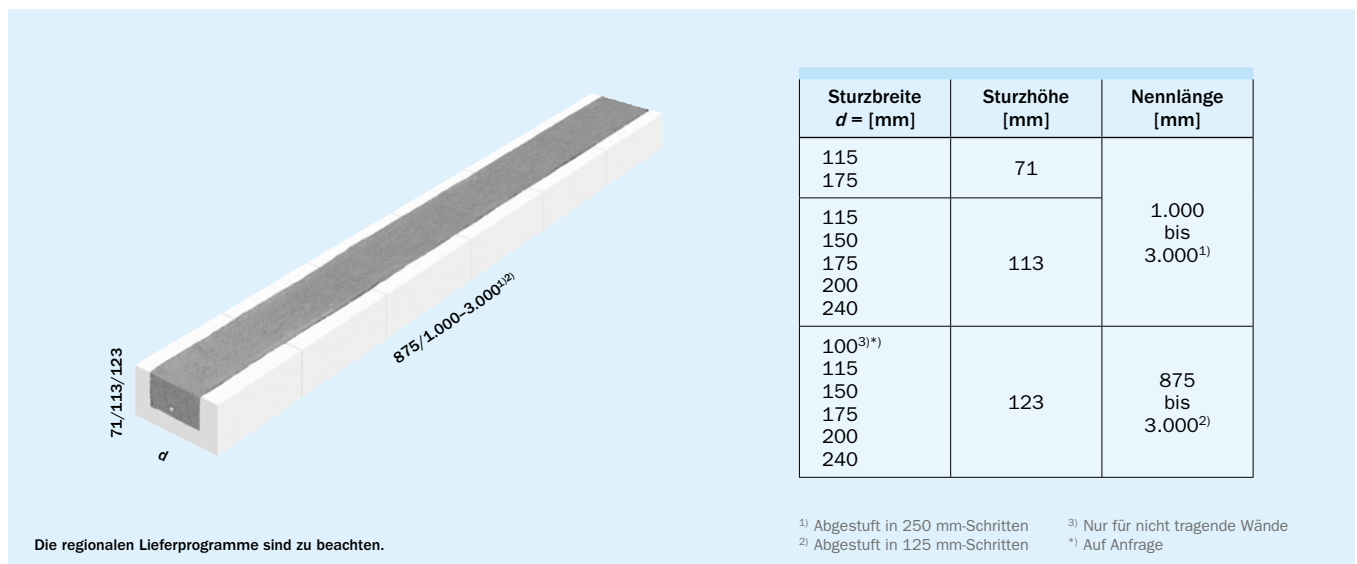 71/113/123
d
875/1.000–3.000¹⁾²⁾
Die regionalen Lieferprogramme sind zu beachten.
Sturzbreite
d = [mm]
Sturzhöhe
[mm]
Nennlänge
[mm]
115
175
71
1.000
bis
3.000¹⁾
115
150
175
200
240
113
100³⁾*⁾
115
150
175
200
240
123
875
bis
3.000²⁾
¹⁾ Abgestuft in 250 mm-Schritten
²⁾ Abgestuft in 125 mm-Schritten
³⁾ Nur für nicht tragende Wände
*⁾ Auf Anfrage